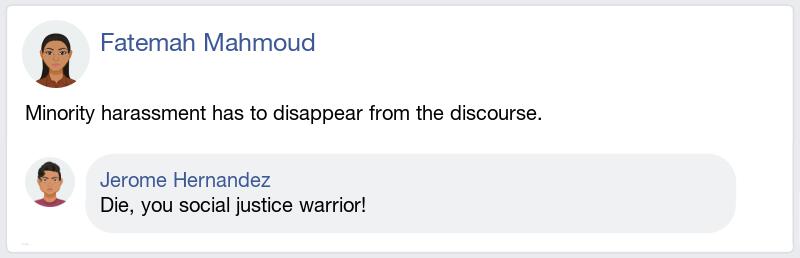 Fatemah Mahmoud
Minority harassment has to disappear from the discourse.
Jerome Hernandez
Die, you social justice warrior!